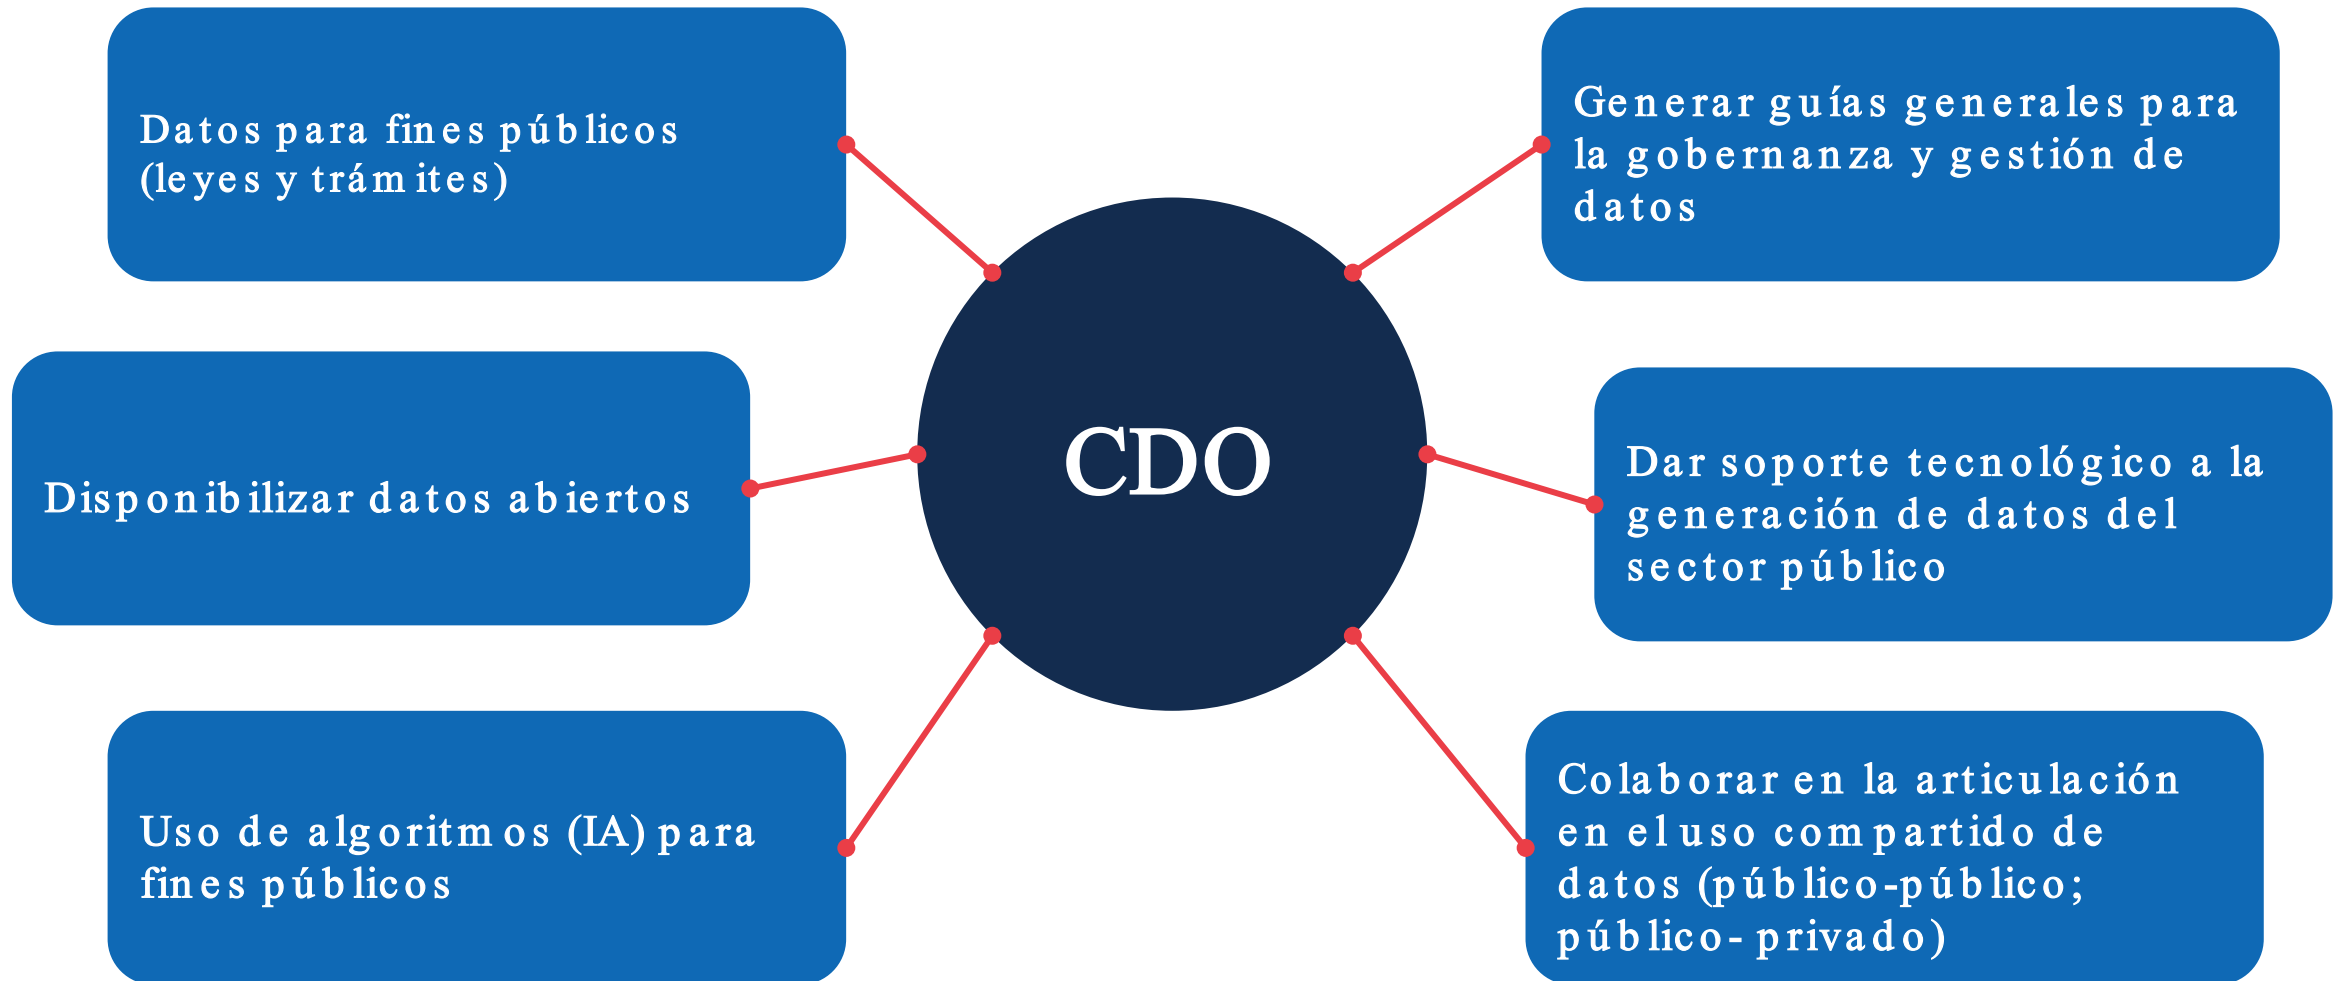 Datos para fines públicos
(leyes y trámites)
Disponibilizar datos abiertos
Uso de algoritmos (IA) para
fines públicos
CDO
Generar guías generales para
la gobernanza y gestión de
datos
Dar soporte tecnológico a la
generación de datos del
sector público
Colaborar en la articulación
en el uso compartido de
datos (público-público;
público- privado)